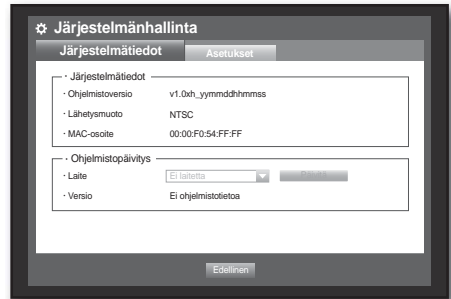 Järjestelmänhallinta
Järjestelmätiedot Asetukset
· Järjestelmätiedot
· Ohjelmistoversio v1.0xh_yymmddhhmmss
· Lähetysmuoto NTSC
· MAC-osoite 00:00:F0:54:FF:FF
· Ohjelmistopäivitys
· Laite Ei laitetta
· Versio Ei ohjelmistotietoa
Edellinen